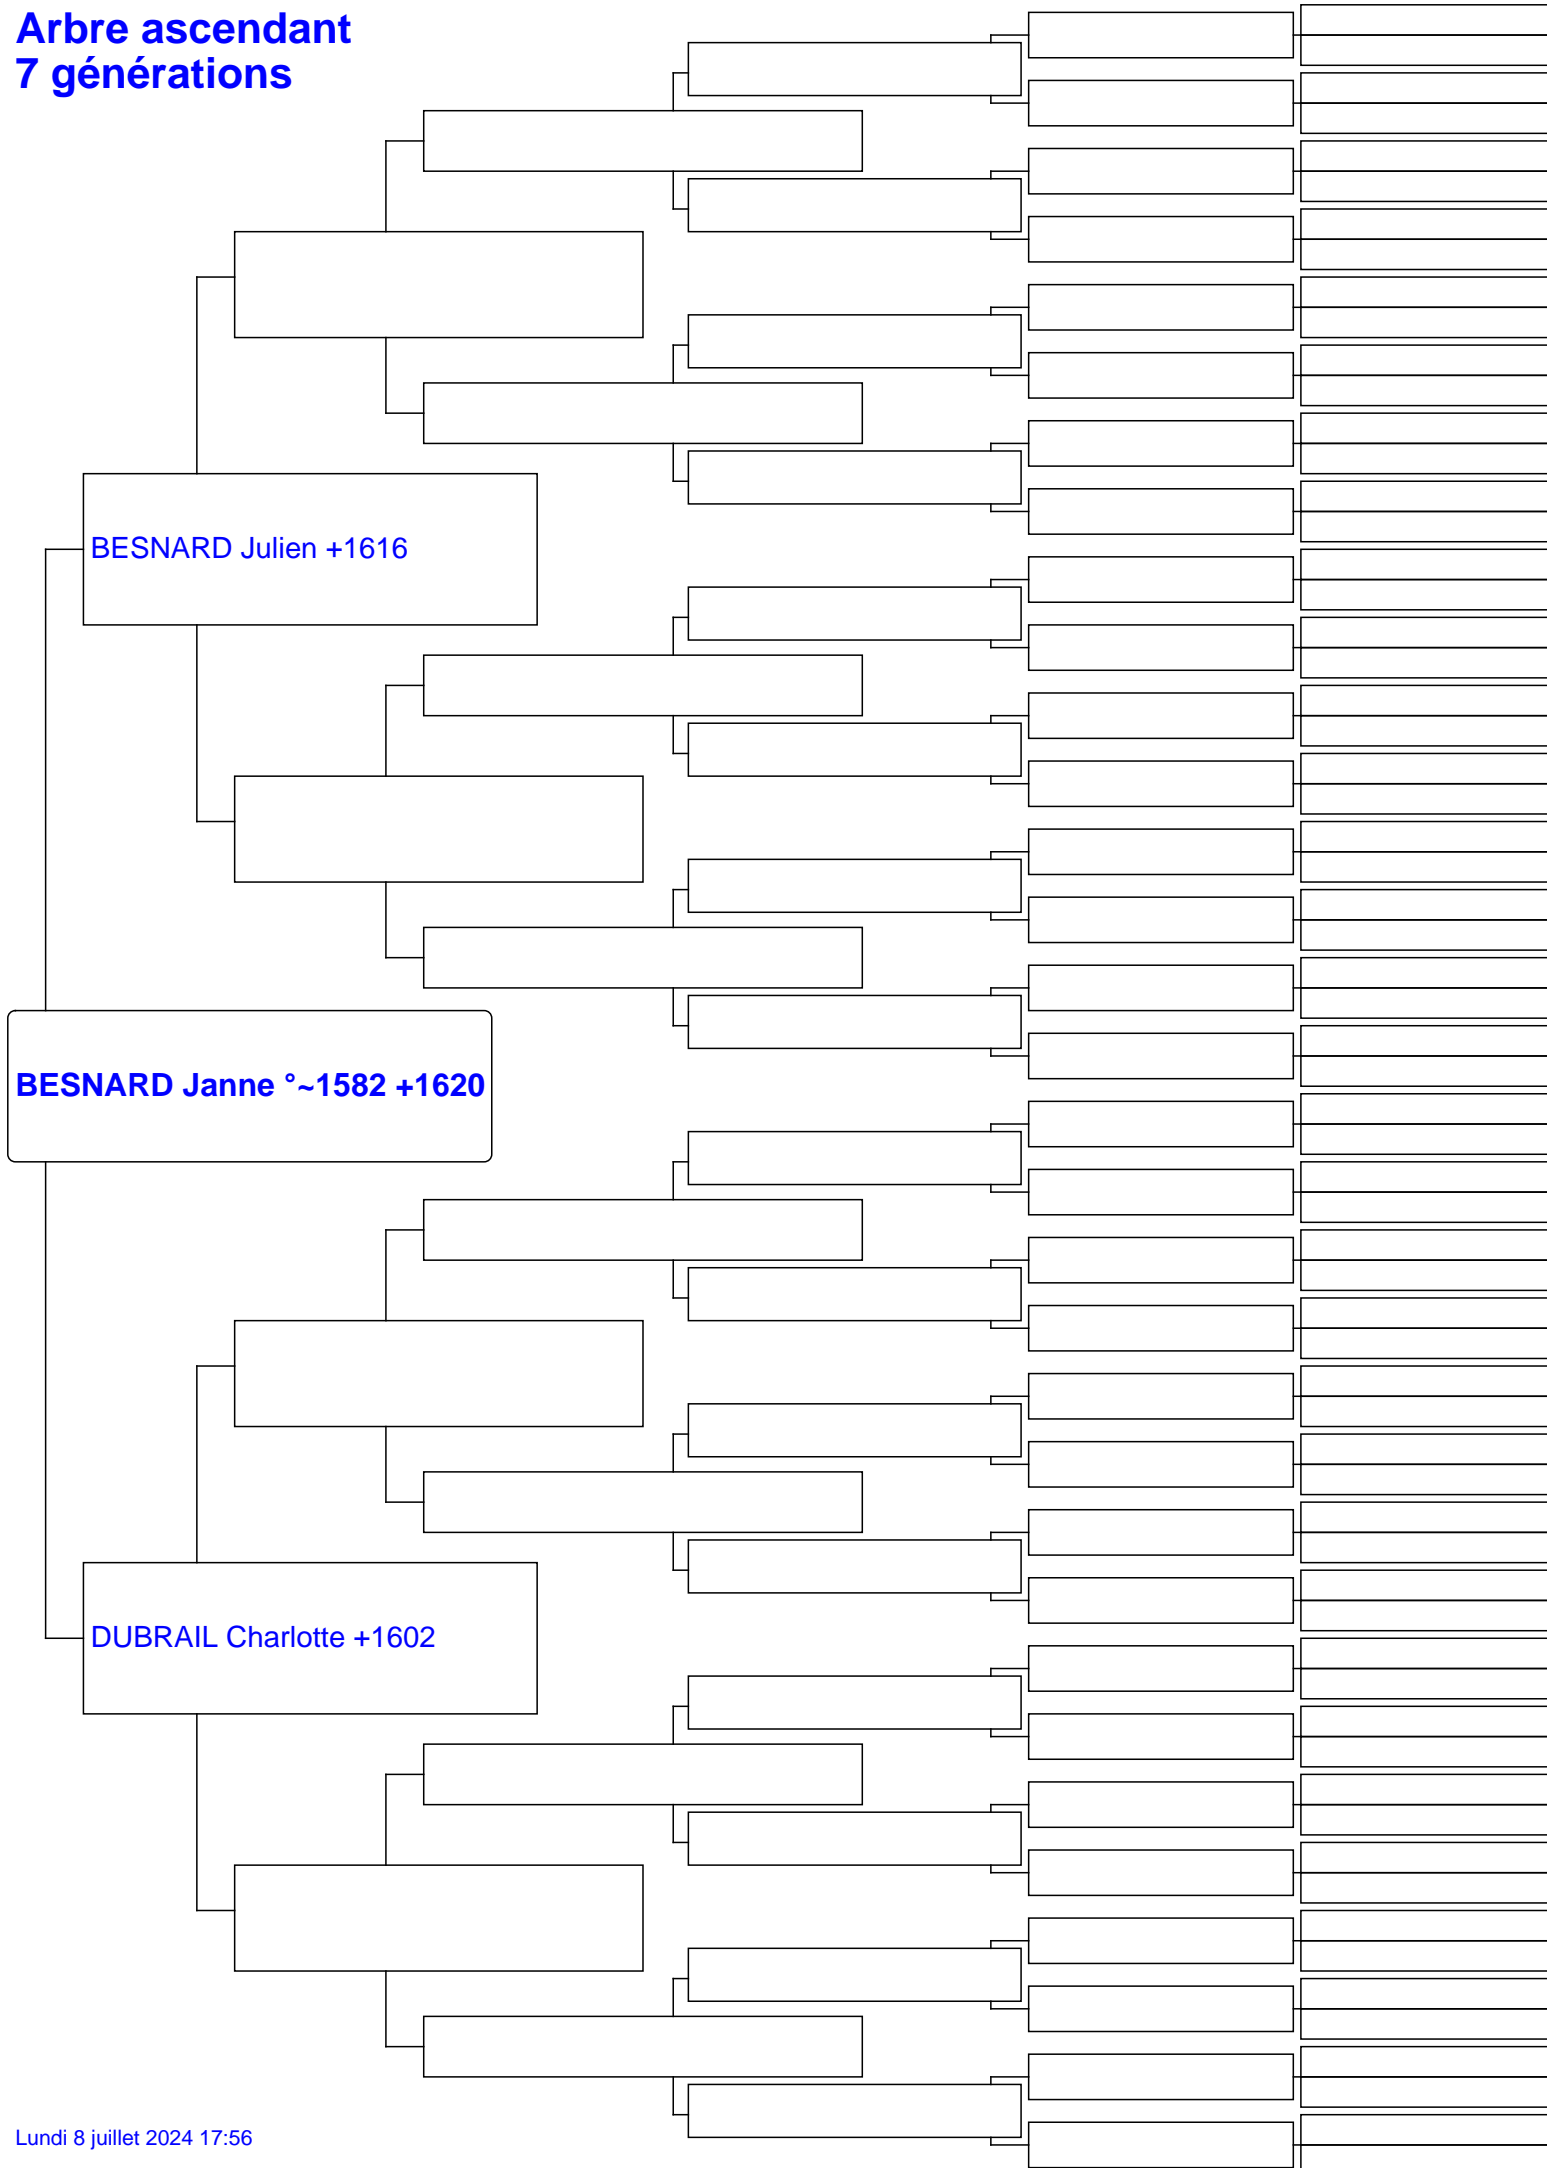 Arbre ascendant
7 générations
BESNARD Julien +1616
BESNARD Janne °~1582 +1620
DUBRAIL Charlotte +1602
Lundi 8 juillet 2024 17:56